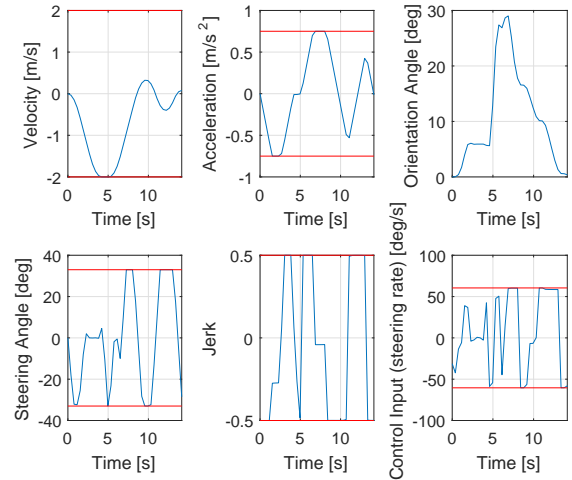 Velocity [m/s]
2
1
0
-1
-2
0 5 10
Time [s]
Acceleration [m/s²]
1
0.5
0
-0.5
-1
0 5 10
Time [s]
Orientation Angle [deg]
30
20
10
0
0 5 10
Time [s]
Steering Angle [deg]
40
20
0
-20
-40
0 5 10
Time [s]
Jerk
0.5
0
-0.5
0 5 10
Time [s]
Control Input (steering rate) [deg/s]
100
50
0
-50
-100
0 5 10
Time [s]